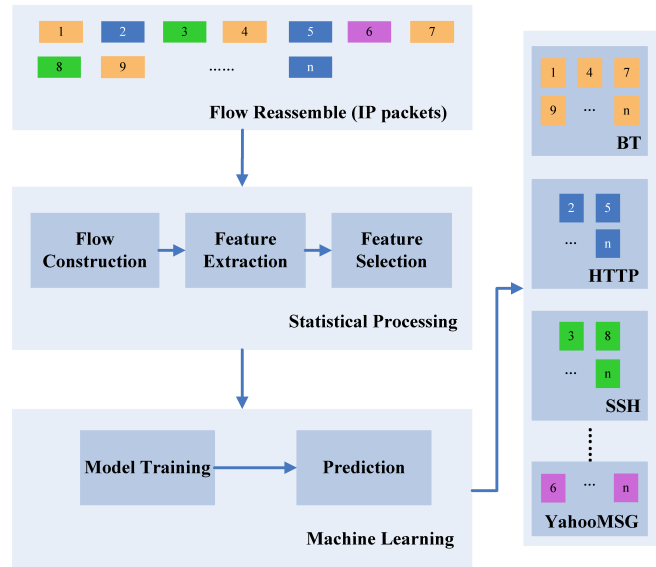 1 2 3 4 5 6 7
8 9 ...... n
Flow Reassemble (IP packets)
Flow
Construction
Feature
Extraction
Feature
Selection
Statistical Processing
Model Training
Prediction
Machine Learning
1 4 7
9 ... n
BT
2 5
... n
HTTP
3 8
... n
SSH
6 ... n
YahooMSG